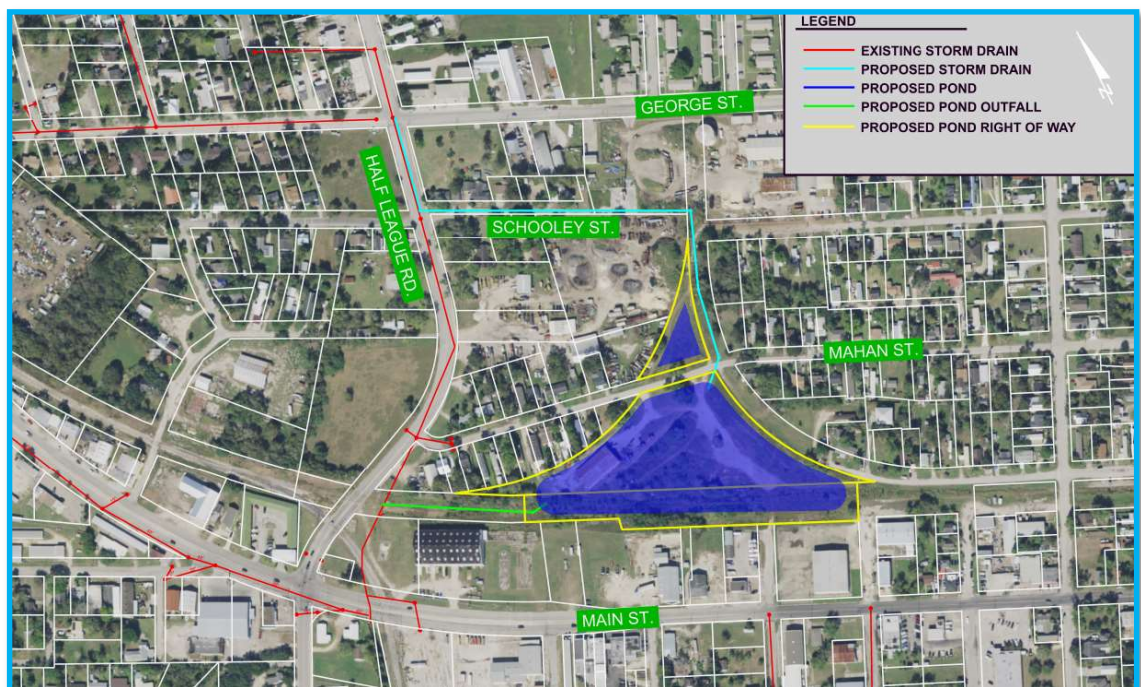 LEGEND
EXISTING STORM DRAIN
PROPOSED STORM DRAIN
PROPOSED POND
PROPOSED POND OUTFALL
PROPOSED POND RIGHT OF WAY
N
GEORGE ST.
HALF LEAGUE RD.
SCHOOLEY ST.
MAHAN ST.
MAIN ST.